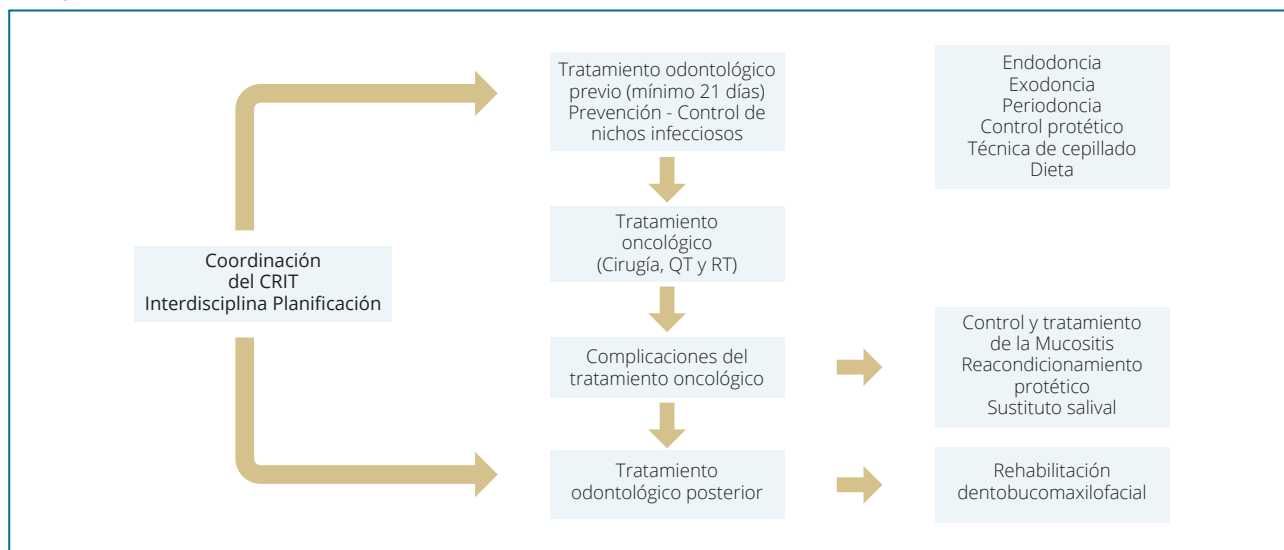 Tratamiento odontológico
previo (mínimo 21 días)
Prevención - Control de
nichos infecciosos
Endodoncia
Exodoncia
Periodoncia
Control protético
Técnica de cepillado
Dieta
Tratamiento
oncológico
(Cirugía, QT y RT)
Coordinación
del CRIT
Interdisciplina Planificación
Complicaciones del
tratamiento oncológico
Control y tratamiento
de la Mucositis
Reacondicionamiento
protético
Sustituto salival
Tratamiento
odontológico posterior
Rehabilitación
dentobucomaxilofacial